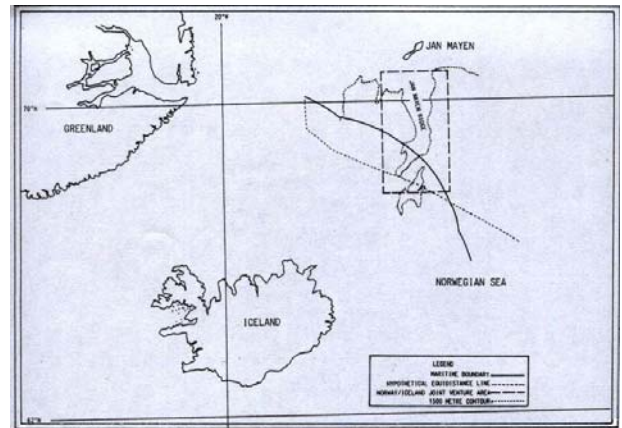 20°W
JAN MAYEN
JAN MAYEN RIDGE
70°N
GREENLAND
NORWEGIAN SEA
ICELAND
LEGEND
MARITIME BOUNDARY
HYPOTHETICAL EQUIDISTANCE LINE
NORWAY/ICELAND JOINT VENTURE AREA
1500 METRE CONTOUR